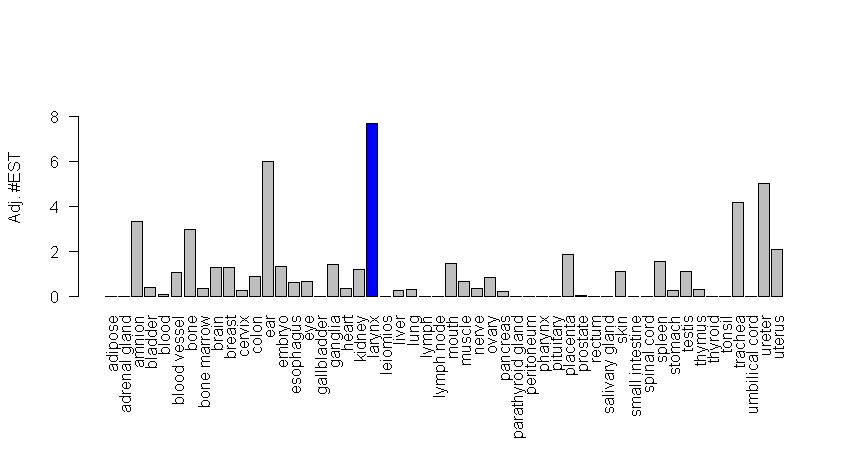 Adj. #EST
8
6
4
2
0
adipose
adrenal gland
amnion
bladder
blood
blood vessel
bone
bone marrow
brain
breast
cervix
colon
ear
embryo
esophagus
eye
gallbladder
ganglia
heart
kidney
larynx
leiomios
liver
lung
lymph
lymph node
mouth
muscle
nerve
ovary
pancreas
parathyroid gland
peritoneum
pharynx
pituitary
placenta
prostate
rectum
salivary gland
skin
small intestine
spinal cord
spleen
stomach
testis
thymus
thyroid
tonsil
trachea
umbilical cord
ureter
uterus